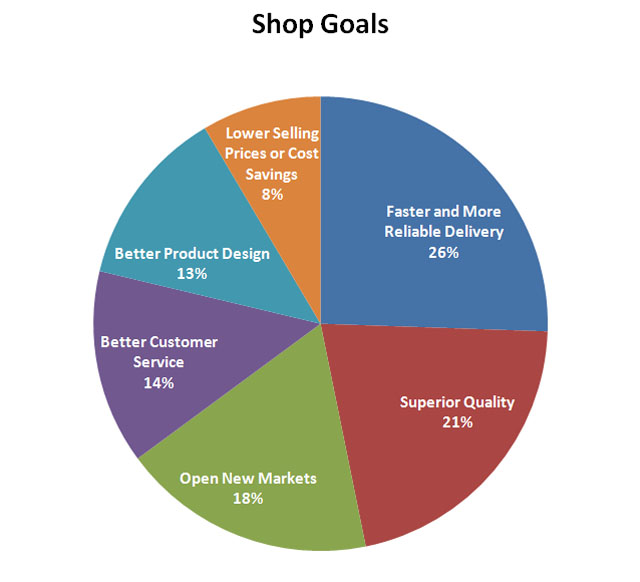 Shop Goals
Lower Selling
Prices or Cost
Savings
8%
Faster and More
Reliable Delivery
26%
Better Product Design
13%
Better Customer
Service
14%
Superior Quality
21%
Open New Markets
18%